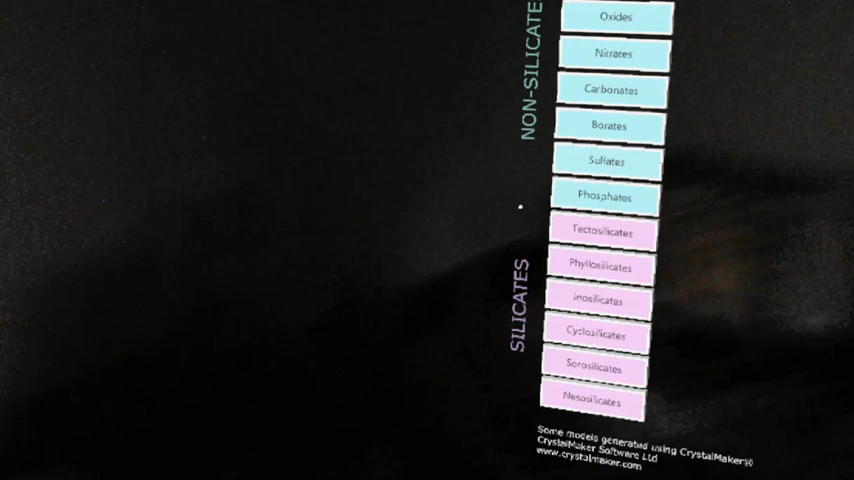 NON-SILICATE
Oxides
Nitrates
Carbonates
Borates
Sulfates
Phosphates
SILICATES
Tectosilicates
Phyllosilicates
Inosilicates
Cyclosilicates
Sorosilicates
Nesosilicates
Some models generated using CrystalMaker®
CrystalMaker Software Ltd
www.crystalmaker.com